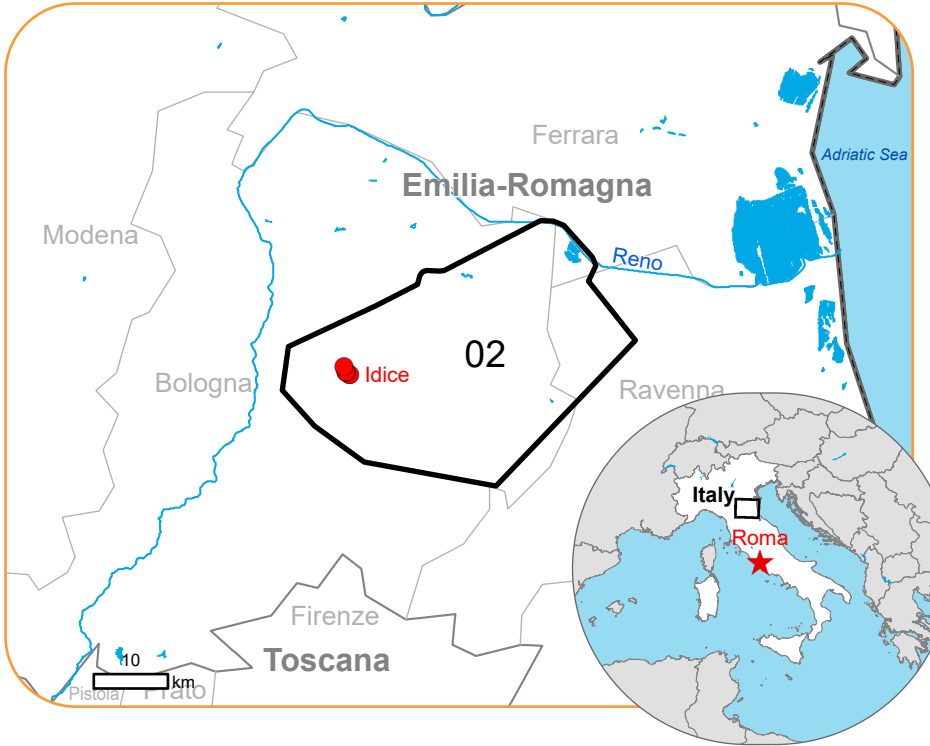 Ferrara
Adriatic Sea
Emilia-Romagna
Modena
Reno
02
Idice
Bologna
Ravenna
Italy
Roma
Firenze
Toscana
10
km
Pistoia
Prato